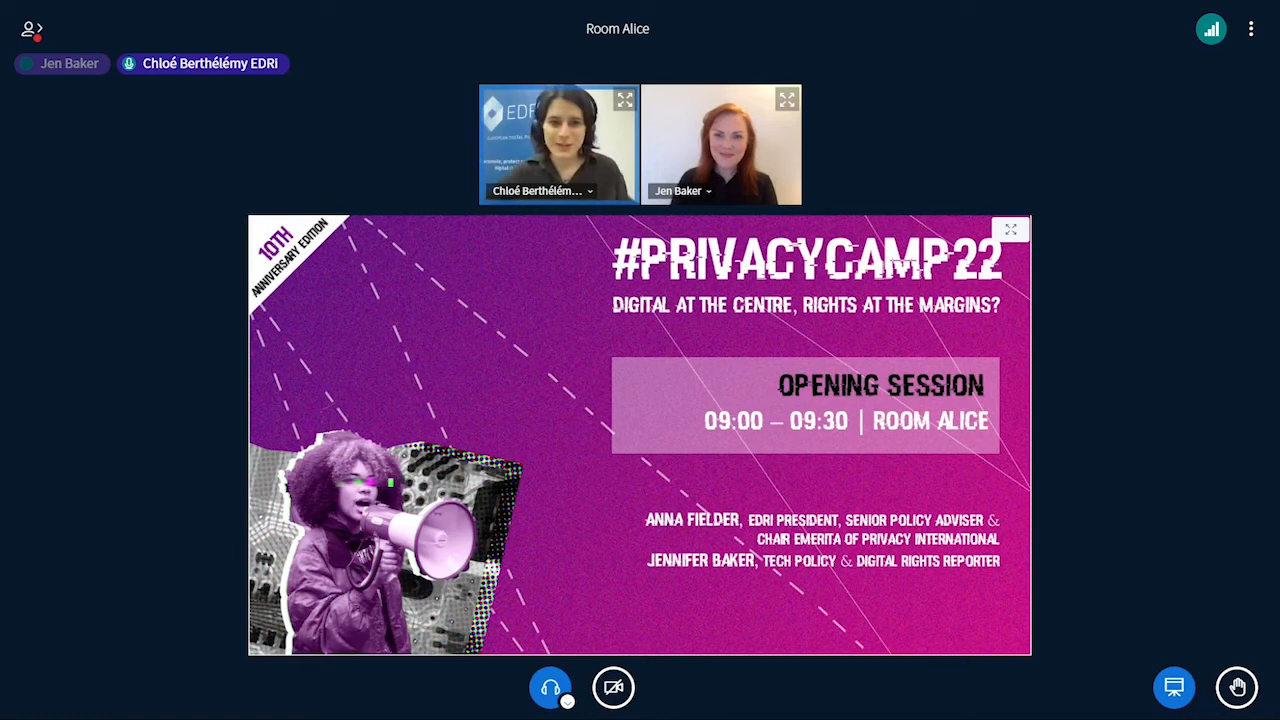 Room Alice
Jen Baker
Chloé Berthélémy EDRi
Chloé Berthélém...
Jen Baker
10TH
ANNIVERSARY EDITION
#PRIVACYCAMP22
DIGITAL AT THE CENTRE, RIGHTS AT THE MARGINS?
OPENING SESSION
09:00 – 09:30 | ROOM ALICE
ANNA FIELDER, EDRI PRESIDENT, SENIOR POLICY ADVISER &
CHAIR EMERITA OF PRIVACY INTERNATIONAL
JENNIFER BAKER, TECH POLICY & DIGITAL RIGHTS REPORTER